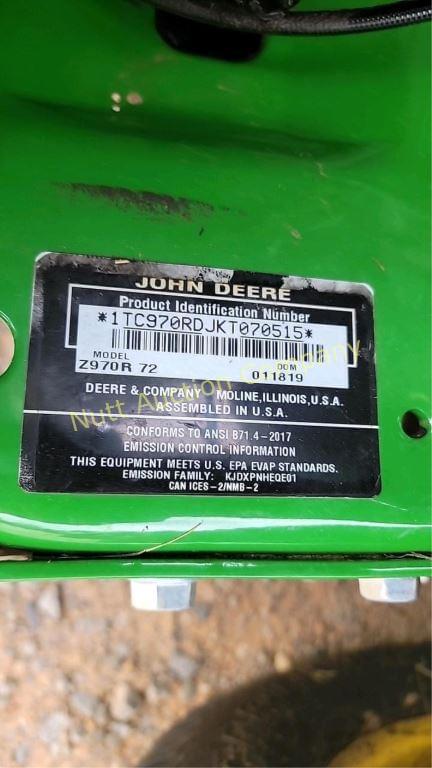 JOHN DEERE
Product Identification Number
*1TC970RDJKT070515*
MODEL DOM
Z970R 72 011819
DEERE & COMPANY MOLINE, ILLINOIS, U.S.A.
ASSEMBLED IN U.S.A.
Nutt Auction Company
CONFORMS TO ANSI B71.4-2017
EMISSION CONTROL INFORMATION
THIS EQUIPMENT MEETS U.S. EPA EVAP STANDARDS.
EMISSION FAMILY: KJDXPNHEQE01
CAN ICES-2/NMB-2